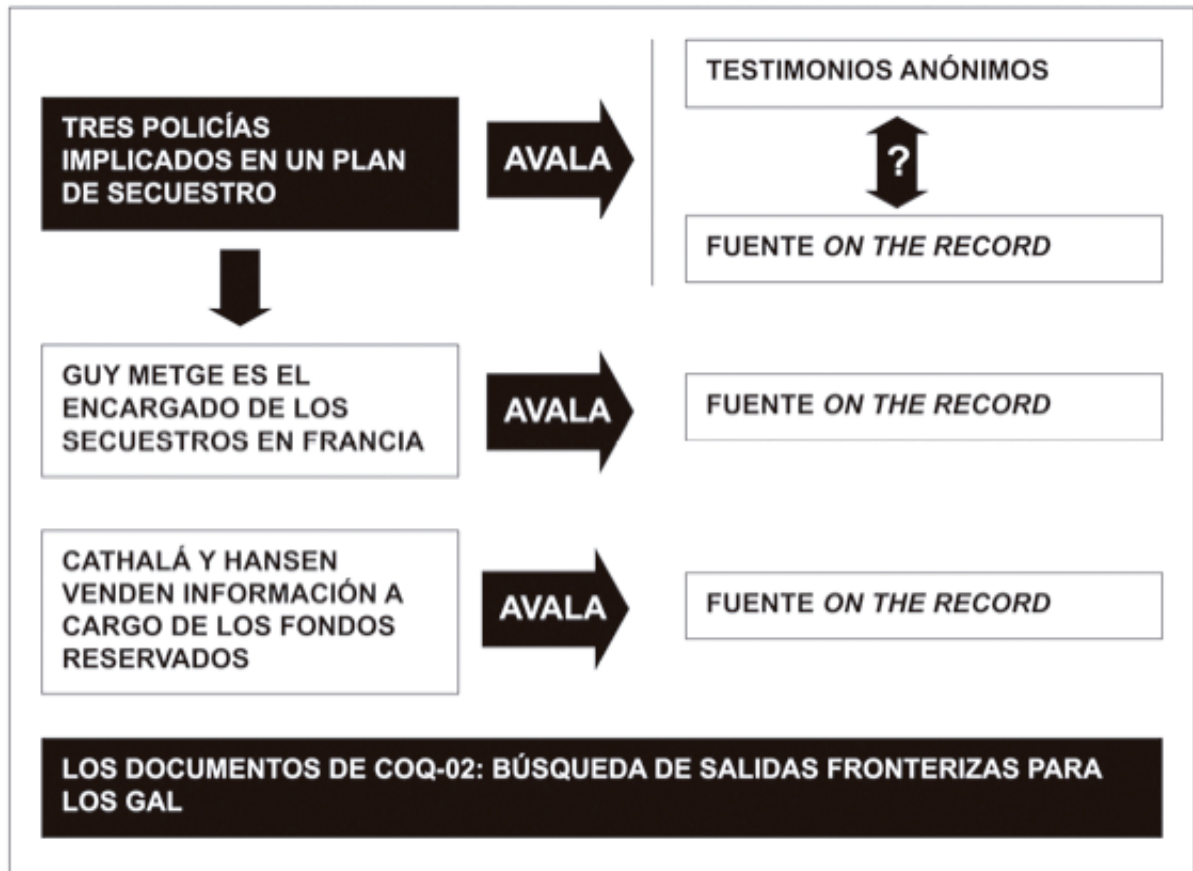 TRES POLICÍAS
IMPLICADOS EN UN PLAN
DE SECUESTRO
AVALA
TESTIMONIOS ANÓNIMOS
?
FUENTE ON THE RECORD
GUY METGE ES EL
ENCARGADO DE LOS
SECUESTROS EN FRANCIA
AVALA
FUENTE ON THE RECORD
CATHALÁ Y HANSEN
VENDEN INFORMACIÓN A
CARGO DE LOS FONDOS
RESERVADOS
AVALA
FUENTE ON THE RECORD
LOS DOCUMENTOS DE COQ-02: BÚSQUEDA DE SALIDAS FRONTERIZAS PARA
LOS GAL